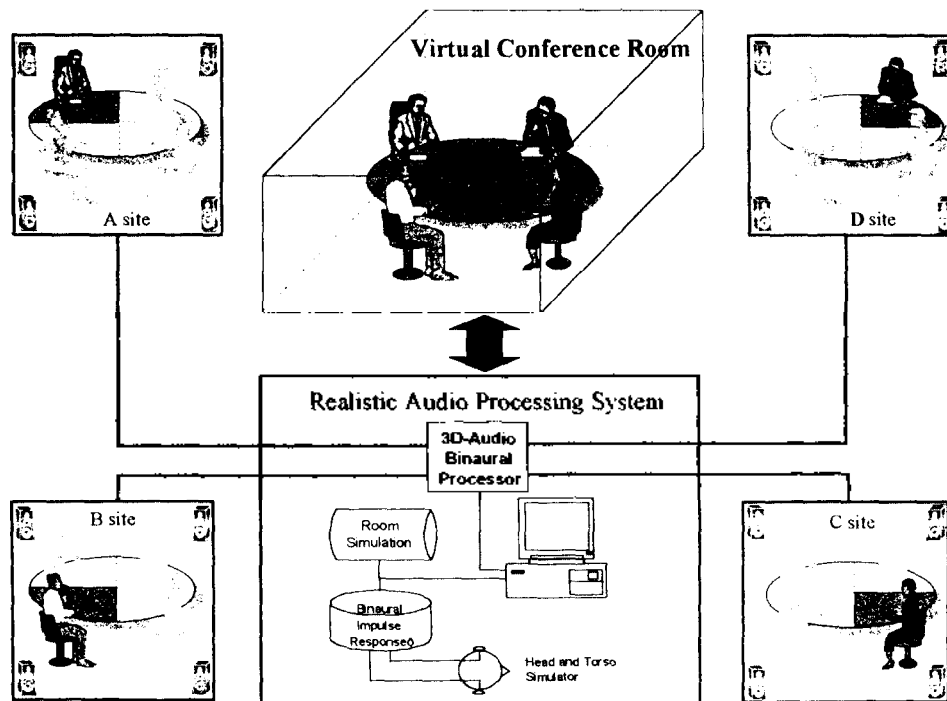 Virtual Conference Room
A site
D site
Realistic Audio Processing System
3D-Audio
Binaural
Processor
B site
C site
Room
Simulation
Binaural
Impulse
Responses
Head and Torso
Simulator